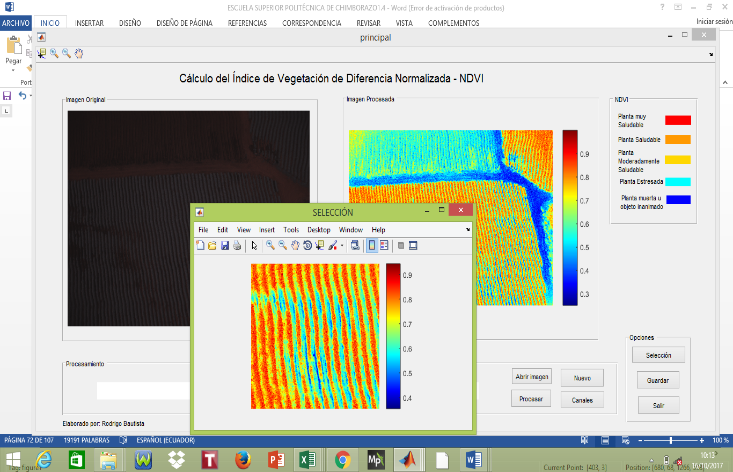 ESCUELA SUPERIOR POLITÉCNICA DE CHIMBORAZO1.4 - Word (Error de activación de productos)
ARCHIVO INICIO INSERTAR DISEÑO DISEÑO DE PÁGINA REFERENCIAS CORRESPONDENCIA REVISAR VISTA COMPLEMENTOS
Iniciar sesión
principal
Pegar
Port
Cálculo del Índice de Vegetación de Diferencia Normalizada - NDVI
Imagen Original
Imagen Procesada
0.9
0.8
0.7
0.6
0.5
0.4
0.3
NDVI
Planta muy
Saludable
Planta Saludable
Planta
Moderadamente
Saludable
Planta Estresada
Planta muerta u
objeto inanimado
SELECCIÓN
File Edit View Insert Tools Desktop Window Help
0.9
0.8
0.7
0.6
0.5
0.4
Procesamiento
Abrir Imagen
Nuevo
Procesar
Canales
Opciones
Selección
Guardar
Salir
Elaborado por: Rodrigo Bautista
PÁGINA 72 DE 107 19191 PALABRAS ESPAÑOL (ECUADOR)
100 %
10:13
16/10/2017
Current Point: [403, 3]